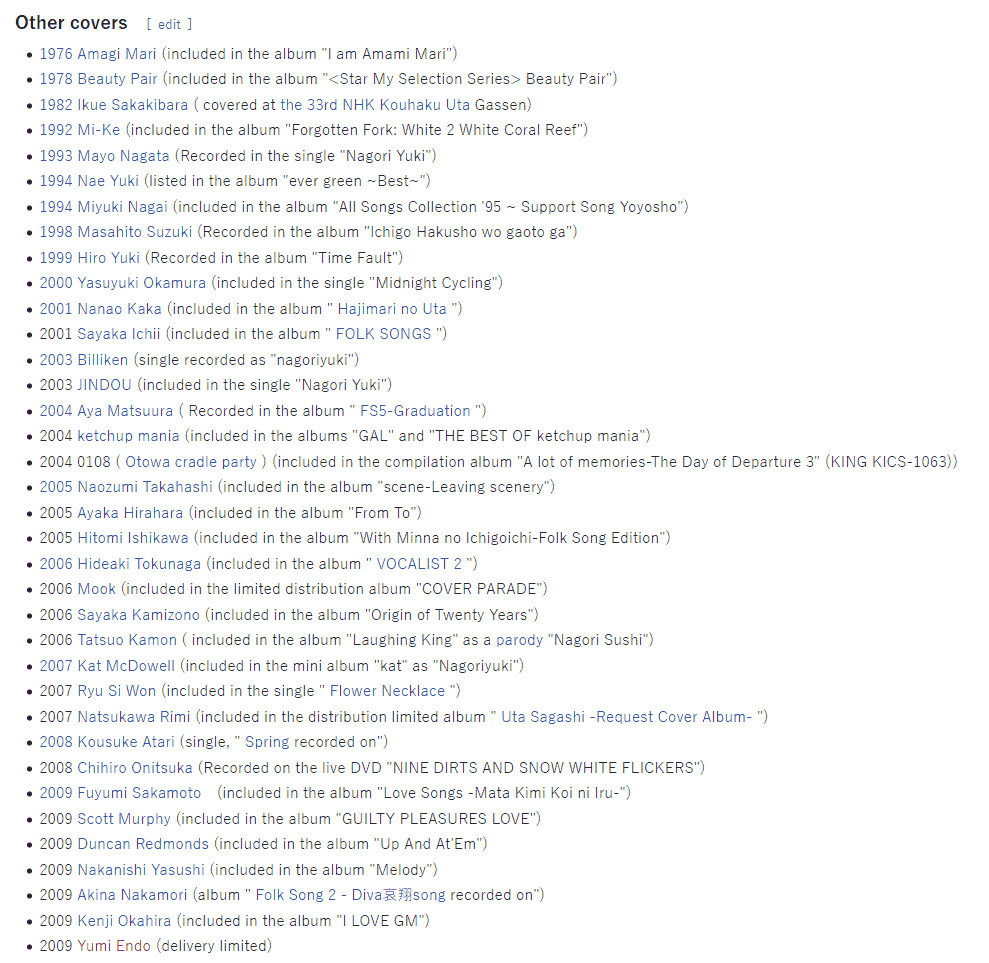 Other covers [ edit ]
• 1976 Amagi Mari (included in the album "I am Amami Mari")
• 1978 Beauty Pair (included in the album "<Star My Selection Series> Beauty Pair")
• 1982 Ikue Sakakibara ( covered at the 33rd NHK Kouhaku Uta Gassen)
• 1992 Mi-Ke (included in the album "Forgotten Fork: White 2 White Coral Reef")
• 1993 Mayo Nagata (Recorded in the single "Nagori Yuki")
• 1994 Nae Yuki (listed in the album "ever green ~Best~")
• 1994 Miyuki Nagai (included in the album "All Songs Collection '95 ~ Support Song Yoyosho")
• 1998 Masahito Suzuki (Recorded in the album "Ichigo Hakusho wo gaoto ga")
• 1999 Hiro Yuki (Recorded in the album "Time Fault")
• 2000 Yasuyuki Okamura (included in the single "Midnight Cycling")
• 2001 Nanao Kaka (included in the album " Hajimari no Uta ")
• 2001 Sayaka Ichii (included in the album " FOLK SONGS ")
• 2003 Billiken (single recorded as "nagoriyuki")
• 2003 JINDOU (included in the single "Nagori Yuki")
• 2004 Aya Matsuura ( Recorded in the album " FS5-Graduation ")
• 2004 ketchup mania (included in the albums "GAL" and "THE BEST OF ketchup mania")
• 2004 0108 ( Otowa cradle party ) (included in the compilation album "A lot of memories-The Day of Departure 3" (KING KICS-1063))
• 2005 Naozumi Takahashi (included in the album "scene-Leaving scenery")
• 2005 Ayaka Hirahara (included in the album "From To")
• 2005 Hitomi Ishikawa (included in the album "With Minna no Ichigoichi-Folk Song Edition")
• 2006 Hideaki Tokunaga (included in the album " VOCALIST 2 ")
• 2006 Mook (included in the limited distribution album "COVER PARADE")
• 2006 Sayaka Kamizono (included in the album "Origin of Twenty Years")
• 2006 Tatsuo Kamon ( included in the album "Laughing King" as a parody "Nagori Sushi")
• 2007 Kat McDowell (included in the mini album "kat" as "Nagoriyuki")
• 2007 Ryu Si Won (included in the single " Flower Necklace ")
• 2007 Natsukawa Rimi (included in the distribution limited album " Uta Sagashi -Request Cover Album- ")
• 2008 Kousuke Atari (single, " Spring recorded on")
• 2008 Chihiro Onitsuka (Recorded on the live DVD "NINE DIRTS AND SNOW WHITE FLICKERS")
• 2009 Fuyumi Sakamoto　(included in the album "Love Songs -Mata Kimi Koi ni Iru-")
• 2009 Scott Murphy (included in the album "GUILTY PLEASURES LOVE")
• 2009 Duncan Redmonds (included in the album "Up And At'Em")
• 2009 Nakanishi Yasushi (included in the album "Melody")
• 2009 Akina Nakamori (album " Folk Song 2 - Diva哀翔song recorded on")
• 2009 Kenji Okahira (included in the album "I LOVE GM")
• 2009 Yumi Endo (delivery limited)